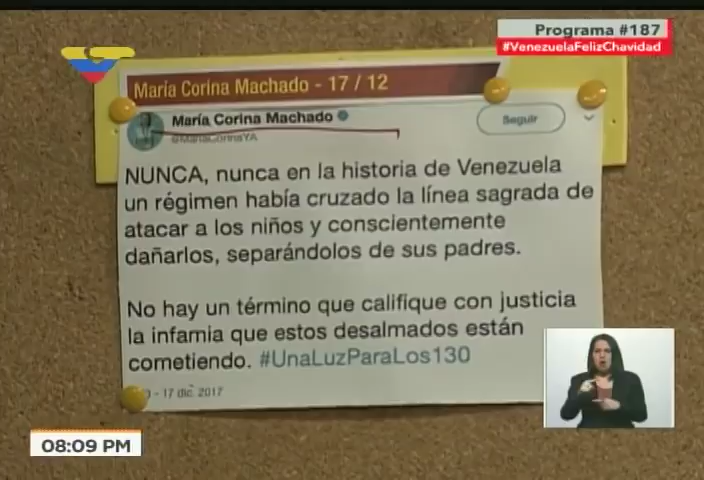 Programa #187
#VenezuelaFelizChavidad
María Corina Machado - 17 / 12
María Corina Machado
@MariaCorinaYA
Seguir
NUNCA, nunca en la historia de Venezuela
un régimen había cruzado la línea sagrada de
atacar a los niños y conscientemente
dañarlos, separándolos de sus padres.
No hay un término que califique con justicia
la infamia que estos desalmados están
cometiendo. #UnaLuzParaLos130
- 17 dic. 2017
08:09 PM